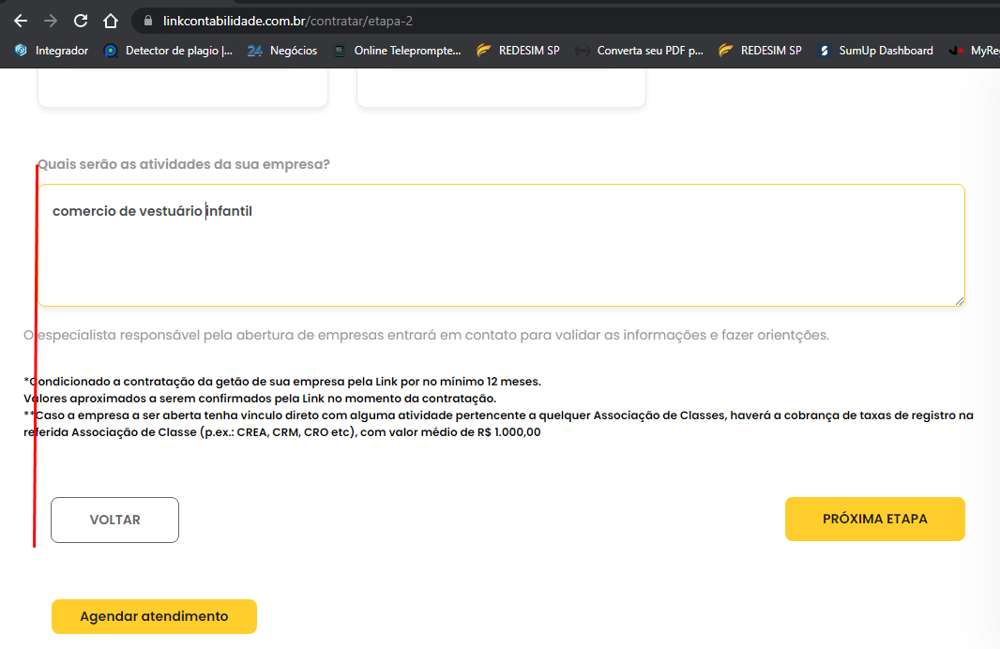 linkcontabilidade.com.br/contratar/etapa-2
Integrador Detector de plagio |... 24 Negócios Online Teleprompte... REDESIM SP Converta seu PDF p... REDESIM SP SumUp Dashboard MyReg
Quais serão as atividades da sua empresa?
comercio de vestuário infantil
O especialista responsável pela abertura de empresas entrará em contato para validar as informações e fazer orientções.
*Condicionado a contratação da getão de sua empresa pela Link por no mínimo 12 meses.
Valores aproximados a serem confirmados pela Link no momento da contratação.
**Caso a empresa a ser aberta tenha vinculo direto com alguma atividade pertencente a quelquer Associação de Classes, haverá a cobrança de taxas de registro na
referida Associação de Classe (p.ex.: CREA, CRM, CRO etc), com valor médio de R$ 1.000,00
VOLTAR
PRÓXIMA ETAPA
Agendar atendimento